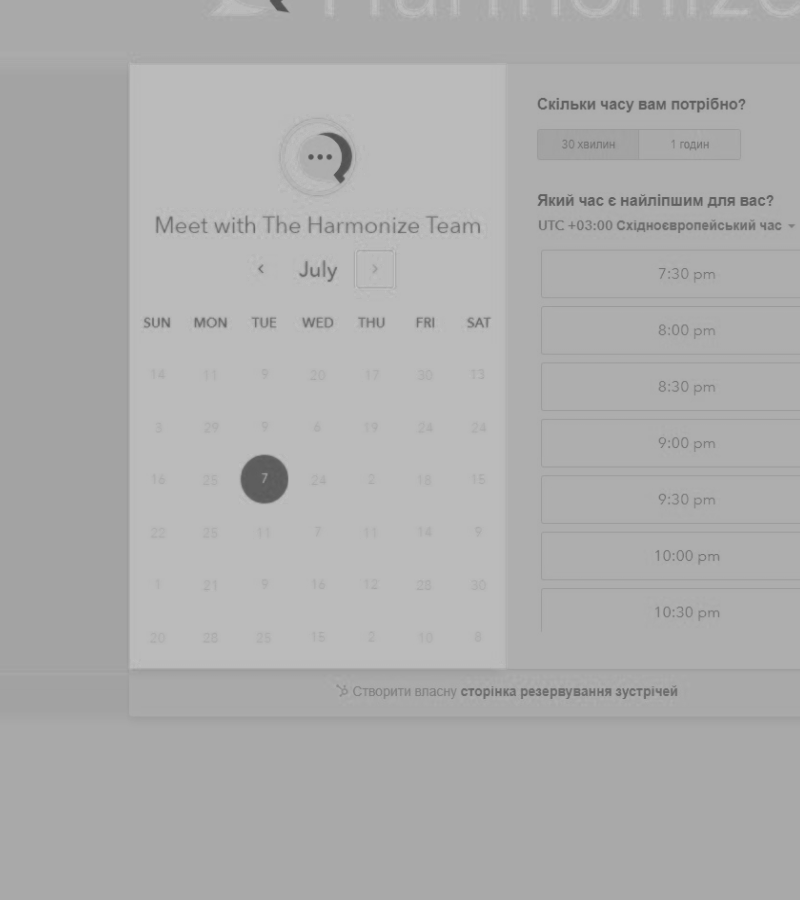 Harmonize
Meet with The Harmonize Team
July
SUN MON TUE WED THU FRI SAT
14 11 9 20 17 30 13
3 29 9 6 19 24 24
16 25 7 24 2 18 15
22 25 11 7 11 14 9
1 21 9 16 12 28 30
20 28 25 15 2 10 8
Скільки часу вам потрібно?
30 хвилин 1 годин
Який час є найліпшим для вас?
UTC +03:00 Східноєвропейський час
7:30 pm
8:00 pm
8:30 pm
9:00 pm
9:30 pm
10:00 pm
10:30 pm
Створити власну сторінка резервування зустрічей